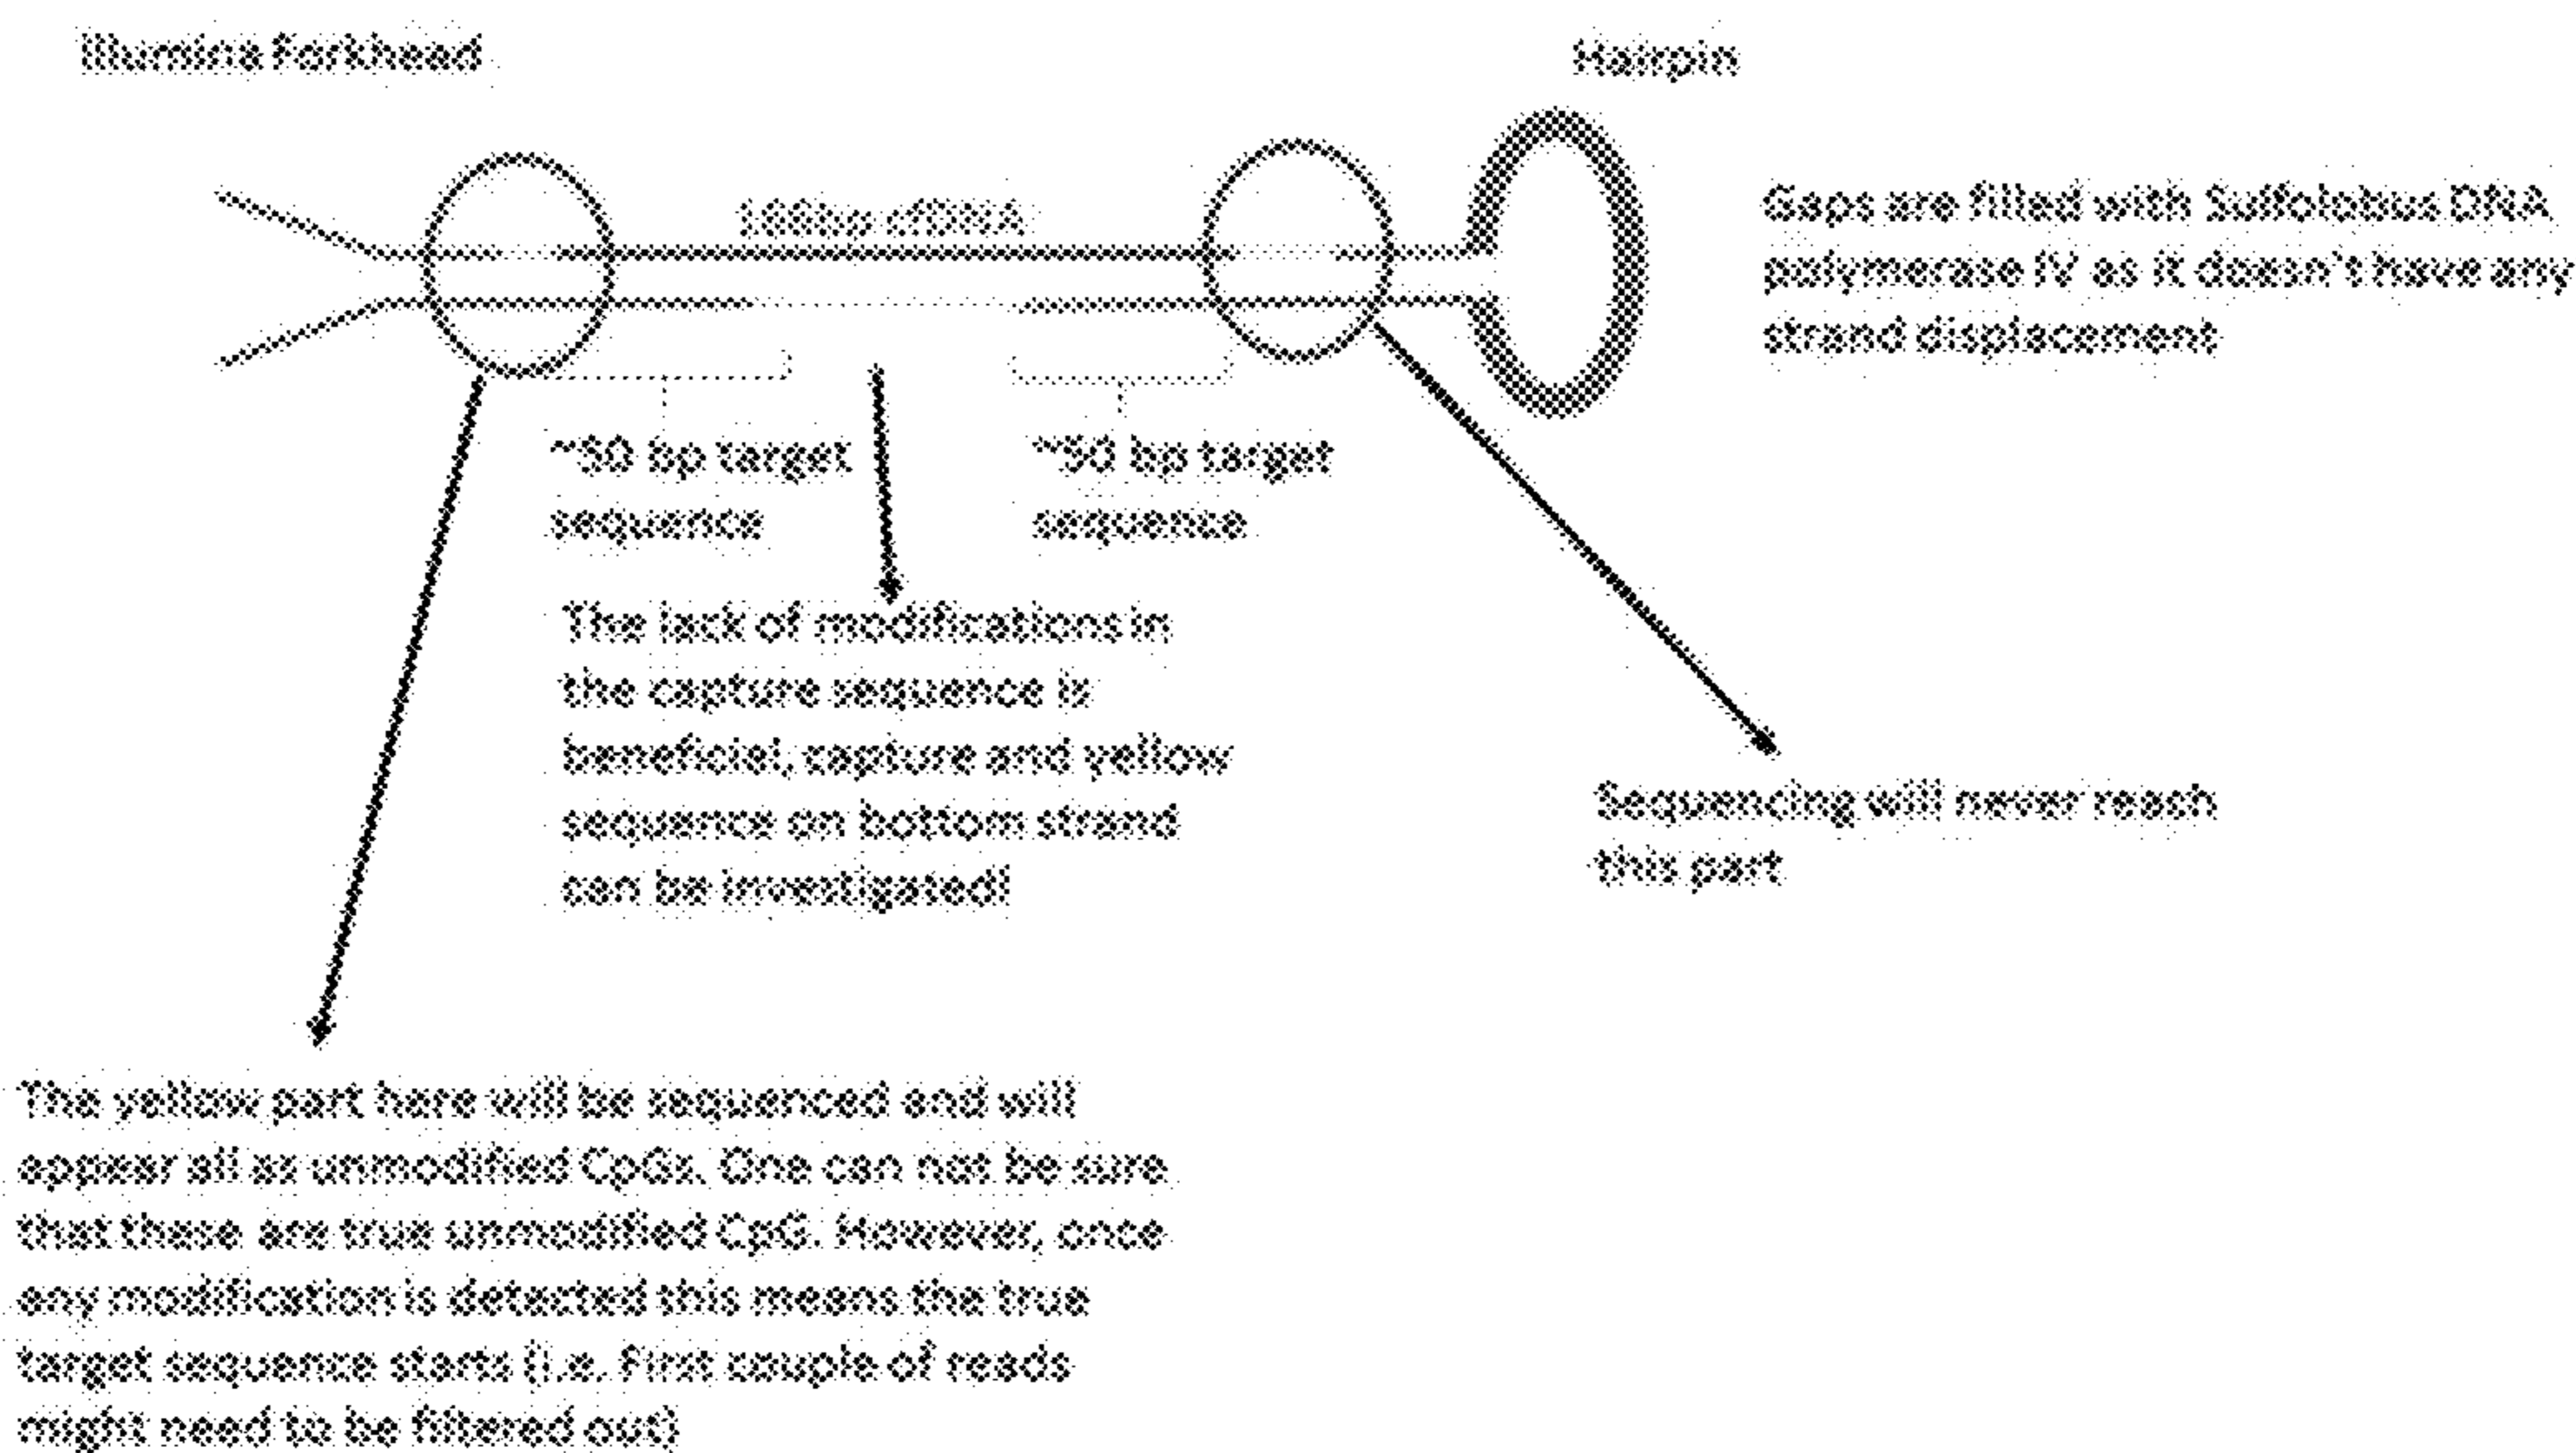 Illumina Forkhead
Hairpin
166bp cfDNA
Gaps are filled with Sulfolobus DNA
polymerase IV as it doesn't have any
strand displacement
~50 bp target
sequence
~50 bp target
sequence
The lack of modifications in
the capture sequence is
beneficial, capture and yellow
sequence on bottom strand
can be investigated!
Sequencing will never reach
this part
The yellow part here will be sequenced and will
appear all as unmodified CpGs. One can not be sure
that these are true unmodified CpG. However, once
any modification is detected this means the true
target sequence starts (i.e. First couple of reads
might need to be filtered out)